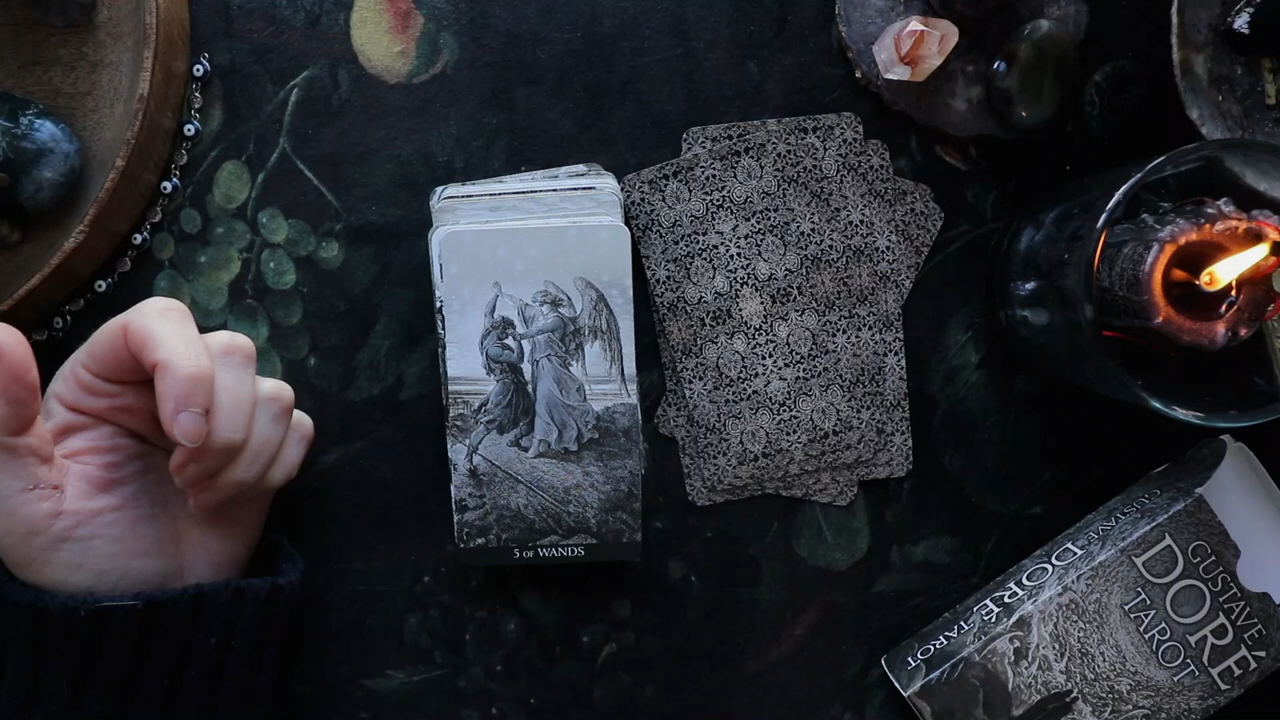 5 OF WANDS
GUSTAVE DORÉ TAROT
GUSTAVE
DORÉ
TAROT